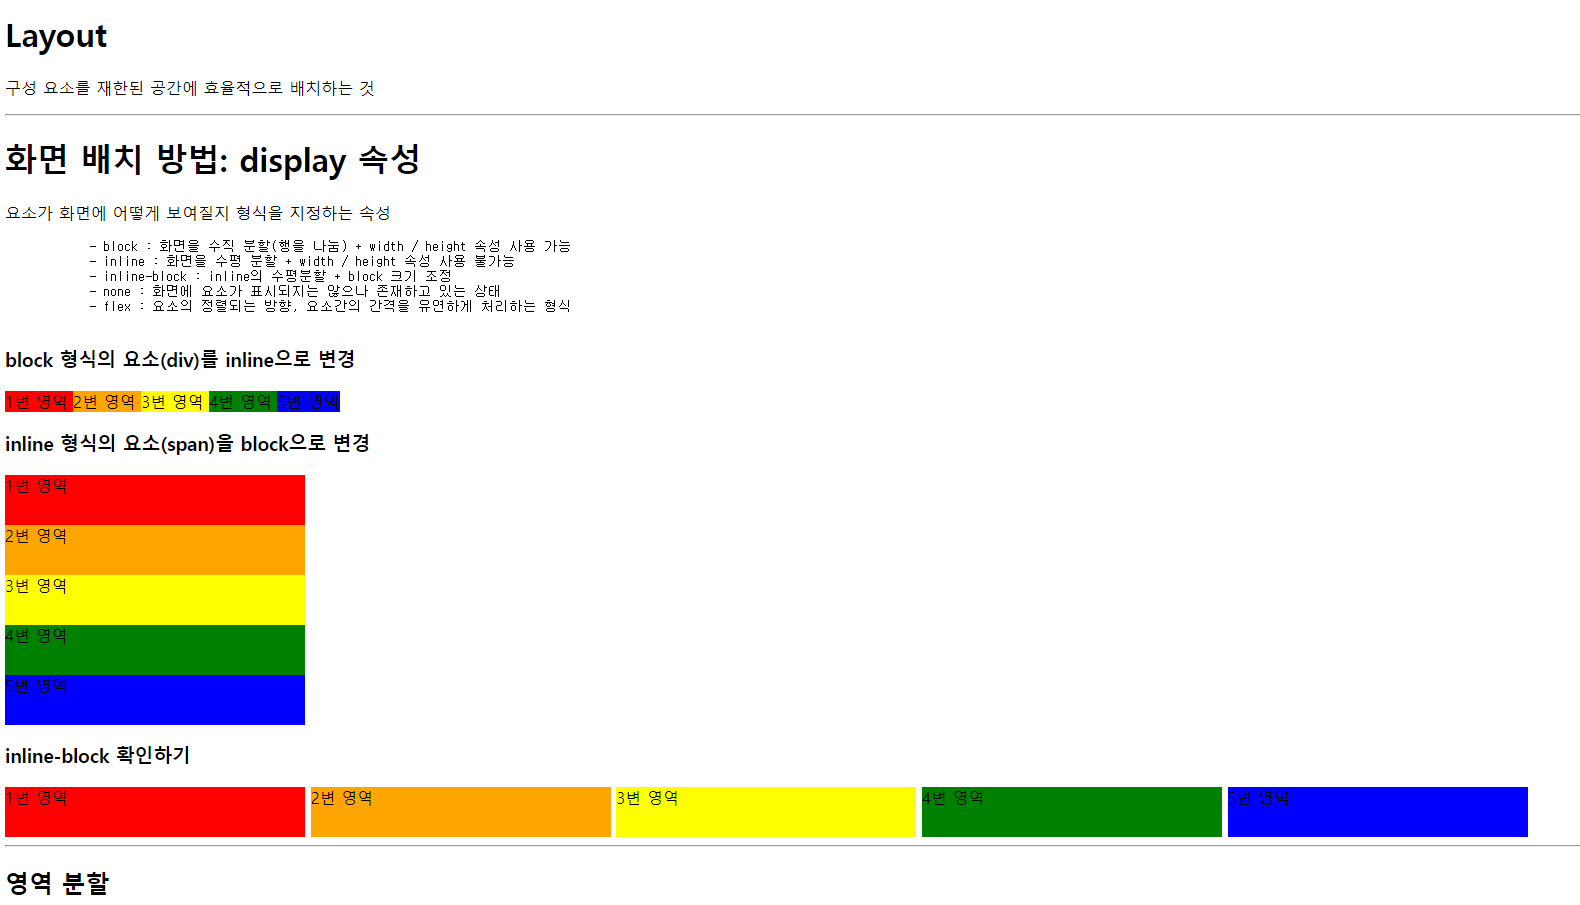 Layout
구성 요소를 재한된 공간에 효율적으로 배치하는 것
화면 배치 방법: display 속성
요소가 화면에 어떻게 보여질지 형식을 지정하는 속성
- block : 화면을 수직 분할(행을 나눔) + width / height 속성 사용 가능
- inline : 화면을 수평 분할 + width / height 속성 사용 불가능
- inline-block : inline의 수평분할 + block 크기 조정
- none : 화면에 요소가 표시되지는 않으나 존재하고 있는 상태
- flex : 요소의 정렬되는 방향, 요소간의 간격을 유연하게 처리하는 형식
block 형식의 요소(div)를 inline으로 변경
1번 영역 2번 영역 3번 영역 4번 영역 5번 영역
inline 형식의 요소(span)을 block으로 변경
1번 영역
2번 영역
3번 영역
4번 영역
5번 영역
inline-block 확인하기
1번 영역 2번 영역 3번 영역 4번 영역 5번 영역
영역 분할